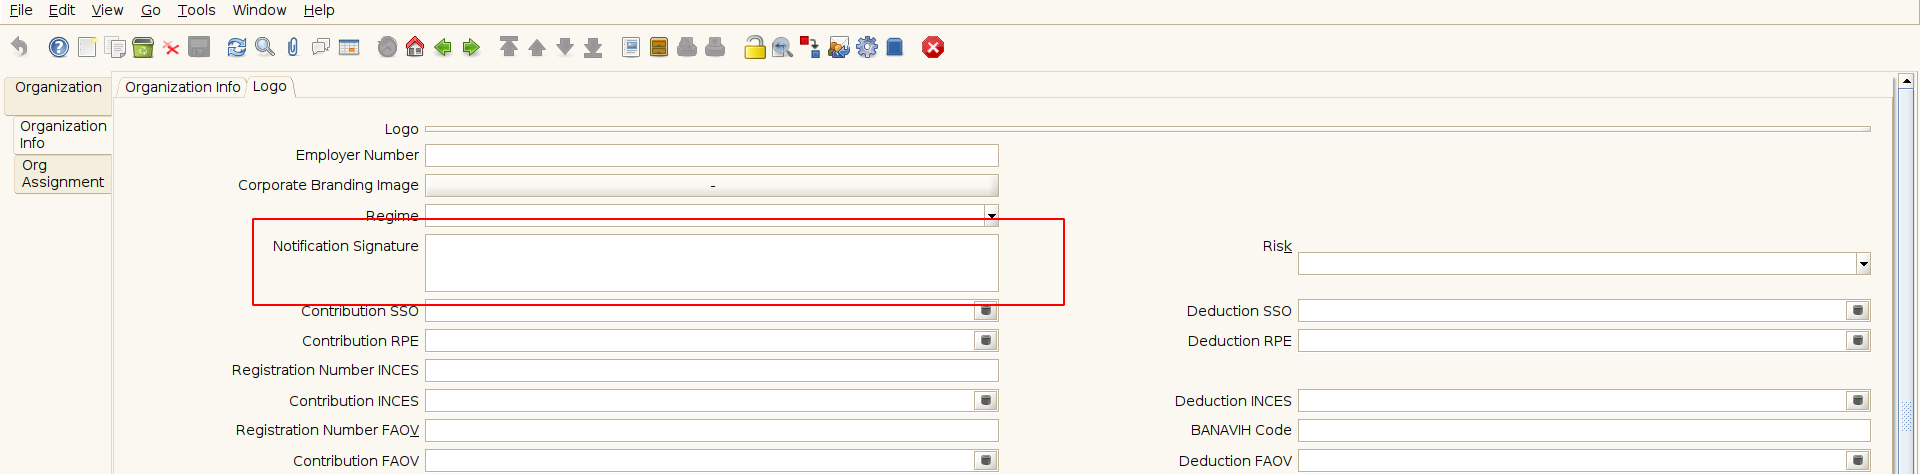 File Edit View Go Tools Window Help
Organization
Organization Info
Org Assignment
Organization Info Logo
Logo
Employer Number
Corporate Branding Image -
Regime
Notification Signature Risk
Contribution SSO Deduction SSO
Contribution RPE Deduction RPE
Registration Number INCES
Contribution INCES Deduction INCES
Registration Number FAOV BANAVIH Code
Contribution FAOV Deduction FAOV